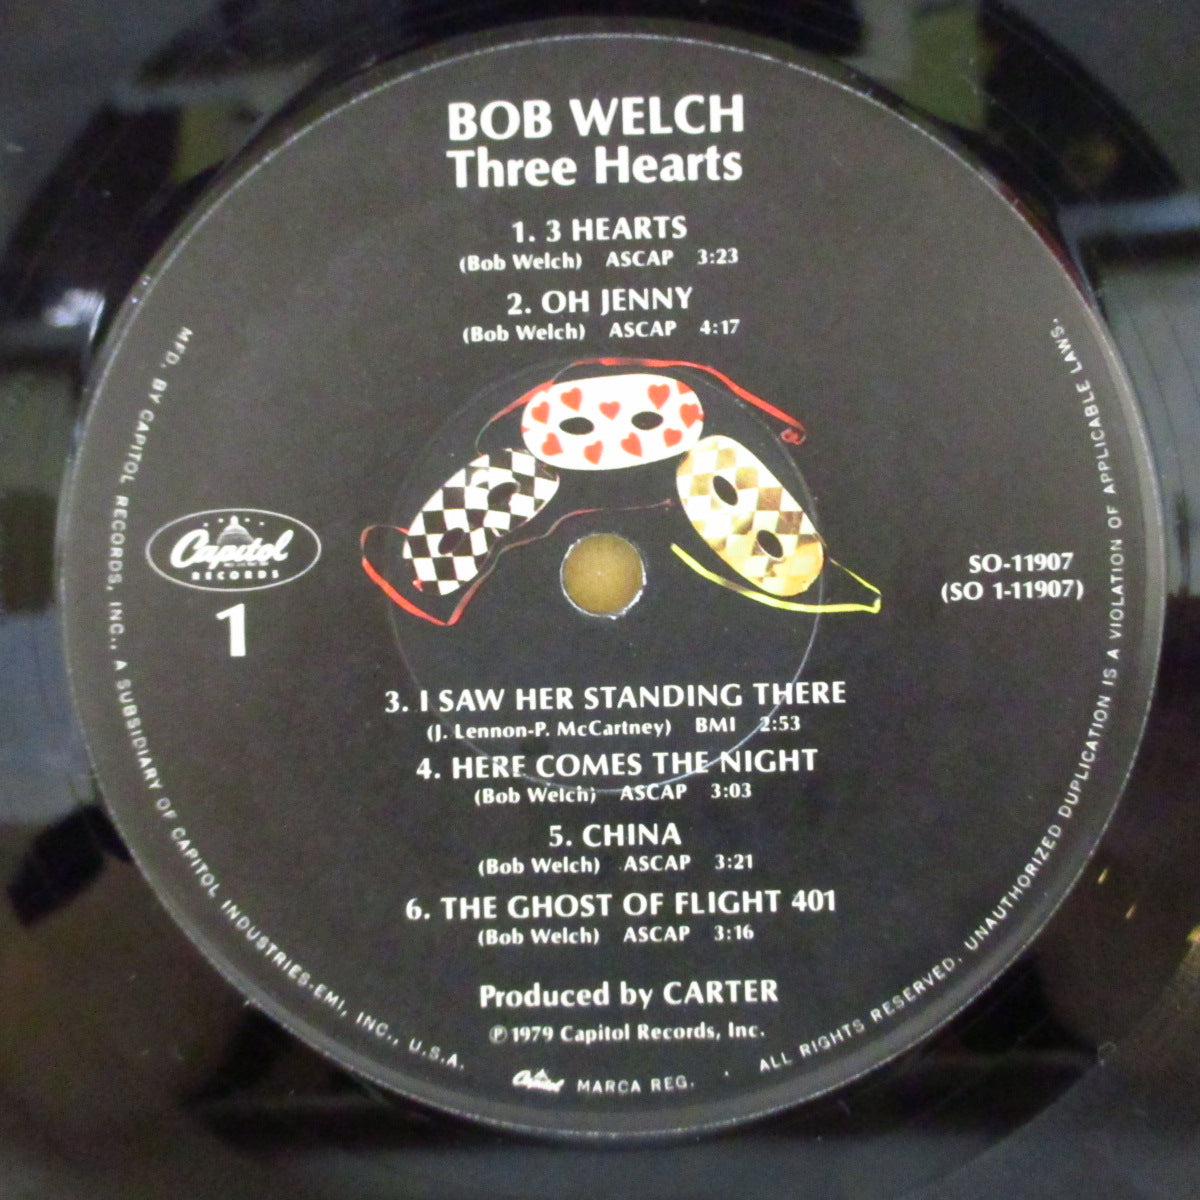 BOB WELCH
Three Hearts
1. 3 HEARTS
(Bob Welch) ASCAP 3:23
2. OH JENNY
(Bob Welch) ASCAP 4:17
Capitol
RECORDS
1
SO-11907
(SO 1-11907)
3. I SAW HER STANDING THERE
(J. Lennon-P. McCartney) BMI 2:53
4. HERE COMES THE NIGHT
(Bob Welch) ASCAP 3:03
5. CHINA
(Bob Welch) ASCAP 3:21
6. THE GHOST OF FLIGHT 401
(Bob Welch) ASCAP 3:16
Produced by CARTER
℗ 1979 Capitol Records, Inc.
MFD. BY CAPITOL RECORDS, INC., A SUBSIDIARY OF CAPITOL INDUSTRIES-EMI, INC., U.S.A.
Capitol MARCA REG. · ALL RIGHTS RESERVED. UNAUTHORIZED DUPLICATION IS A VIOLATION OF APPLICABLE LAWS.